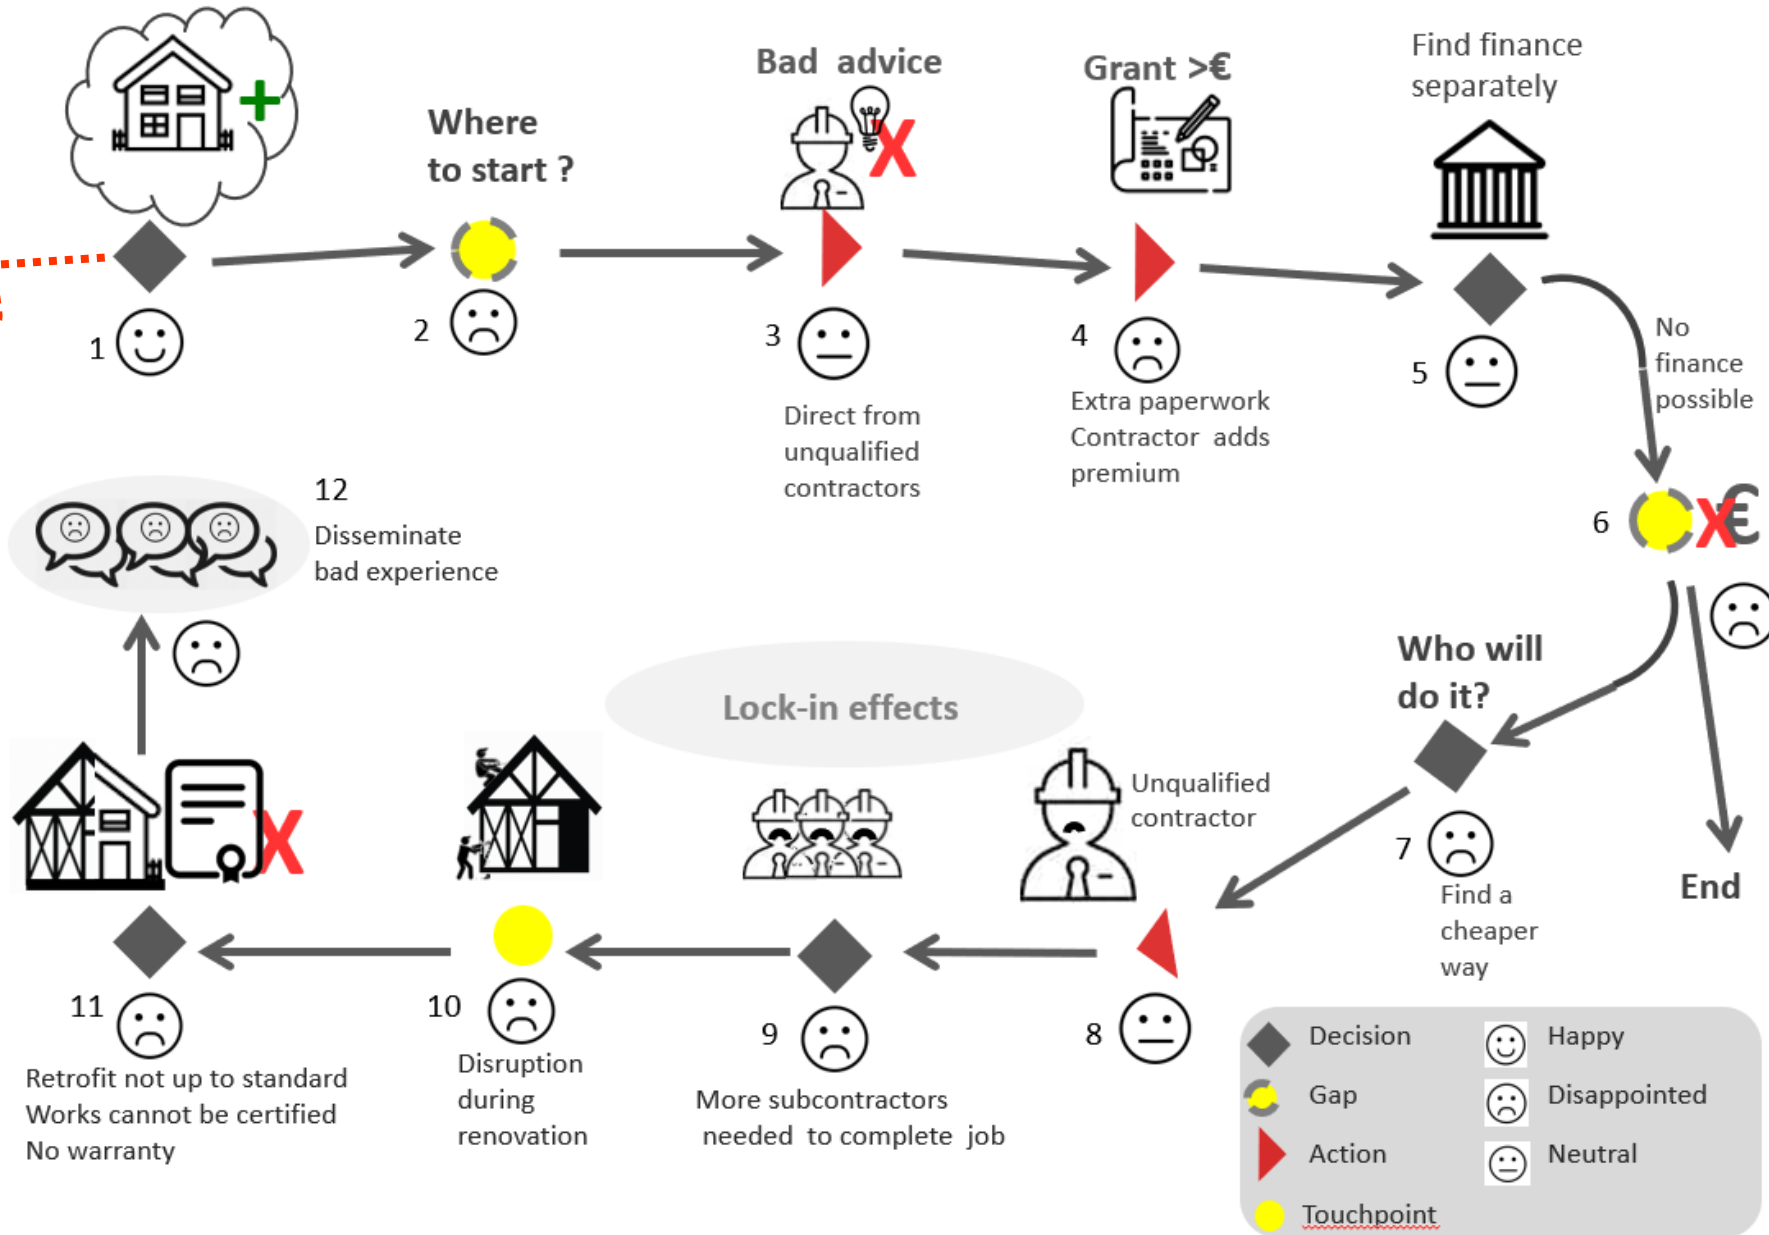 Where
to start ?
Bad advice
Grant >€
Find finance
separately
1
2
3
Direct from
unqualified
contractors
4
Extra paperwork
Contractor adds
premium
5
No
finance
possible
6
X€
X
End
Who will
do it?
7
Find a
cheaper
way
Unqualified
contractor
8
Lock-in effects
9
More subcontractors
needed to complete job
10
Disruption
during
renovation
X
11
Retrofit not up to standard
Works cannot be certified
No warranty
12
Disseminate
bad experience
Decision
Happy
Gap
Disappointed
Action
Neutral
Touchpoint